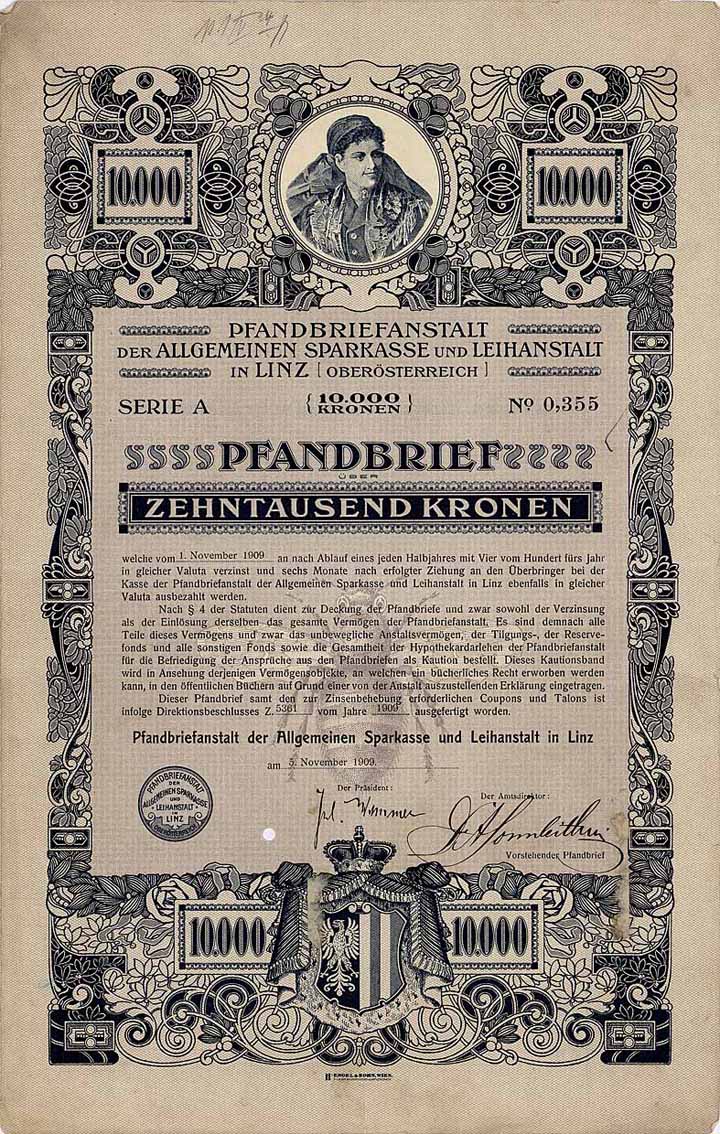 10.000 10.000
PFANDBRIEFANSTALT
DER ALLGEMEINEN SPARKASSE UND LEIHANSTALT
IN LINZ [OBERÖSTERREICH]
SERIE A {10.000 KRONEN} No 0,355
PFANDBRIEF
ÜBER
ZEHNTAUSEND KRONEN
welche vom 1. November 1909 an nach Ablauf eines jeden Halbjahres mit Vier vom Hundert fürs Jahr
in gleicher Valuta verzinst und sechs Monate nach erfolgter Ziehung an den Überbringer bei der
Kasse der Pfandbriefanstalt der Allgemeinen Sparkasse und Leihanstalt in Linz ebenfalls in gleicher
Valuta ausbezahlt werden.
Nach § 4 der Statuten dient zur Deckung der Pfandbriefe und zwar sowohl der Verzinsung
als der Einlösung derselben das gesamte Vermögen der Pfandbriefanstalt. Es sind demnach alle
Teile dieses Vermögens und zwar das unbewegliche Anstaltsvermögen, der Tilgungs-, der Reserve-
fonds und alle sonstigen Fonds sowie die Gesamtheit der Hypothekardarlehen der Pfandbriefanstalt
für die Befriedigung der Ansprüche aus den Pfandbriefen als Kaution bestellt. Dieses Kautionsband
wird in Ansehung derjenigen Vermögensobjekte, an welchen ein bücherliches Recht erworben werden
kann, in den öffentlichen Büchern auf Grund einer von der Anstalt auszustellenden Erklärung eingetragen.
Dieser Pfandbrief samt den zur Zinsenbehebung erforderlichen Coupons und Talons ist
infolge Direktionsbeschlusses Z. 5361 vom Jahre 1909 ausgefertigt worden.
Pfandbriefanstalt der Allgemeinen Sparkasse und Leihanstalt in Linz
am 5. November 1909.
Der Präsident: Der Amtsdirektor:
Vorstehender Pfandbrief
PFANDBRIEFANSTALT
DER
ALLGEMEINEN SPARKASSE
UND
LEIHANSTALT
IN
LINZ
OBERÖSTERREICH
10.000 10.000